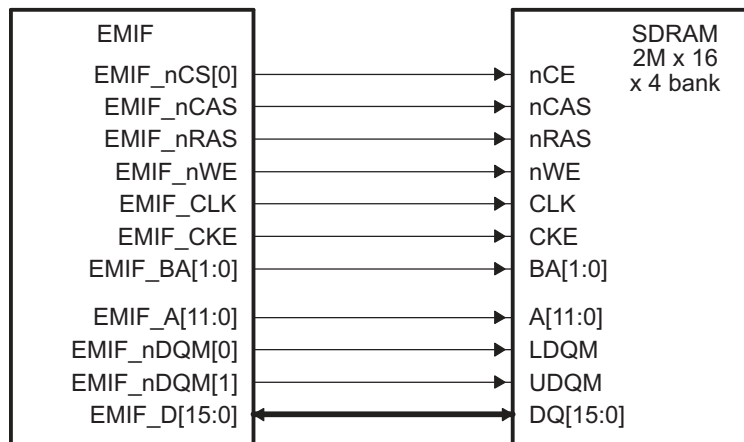 EMIF
EMIF_nCS[0]
EMIF_nCAS
EMIF_nRAS
EMIF_nWE
EMIF_CLK
EMIF_CKE
EMIF_BA[1:0]
EMIF_A[11:0]
EMIF_nDQM[0]
EMIF_nDQM[1]
EMIF_D[15:0]
SDRAM
2M x 16
x 4 bank
nCE
nCAS
nRAS
nWE
CLK
CKE
BA[1:0]
A[11:0]
LDQM
UDQM
DQ[15:0]